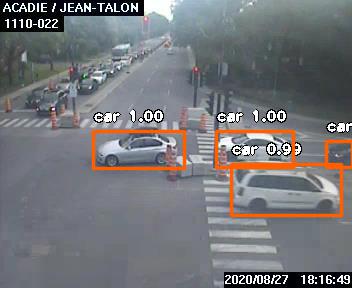 ACADIE / JEAN-TALON
1110-022
car 1.00
car 1.00
car
car 0.99
2020/08/27 18:16:49